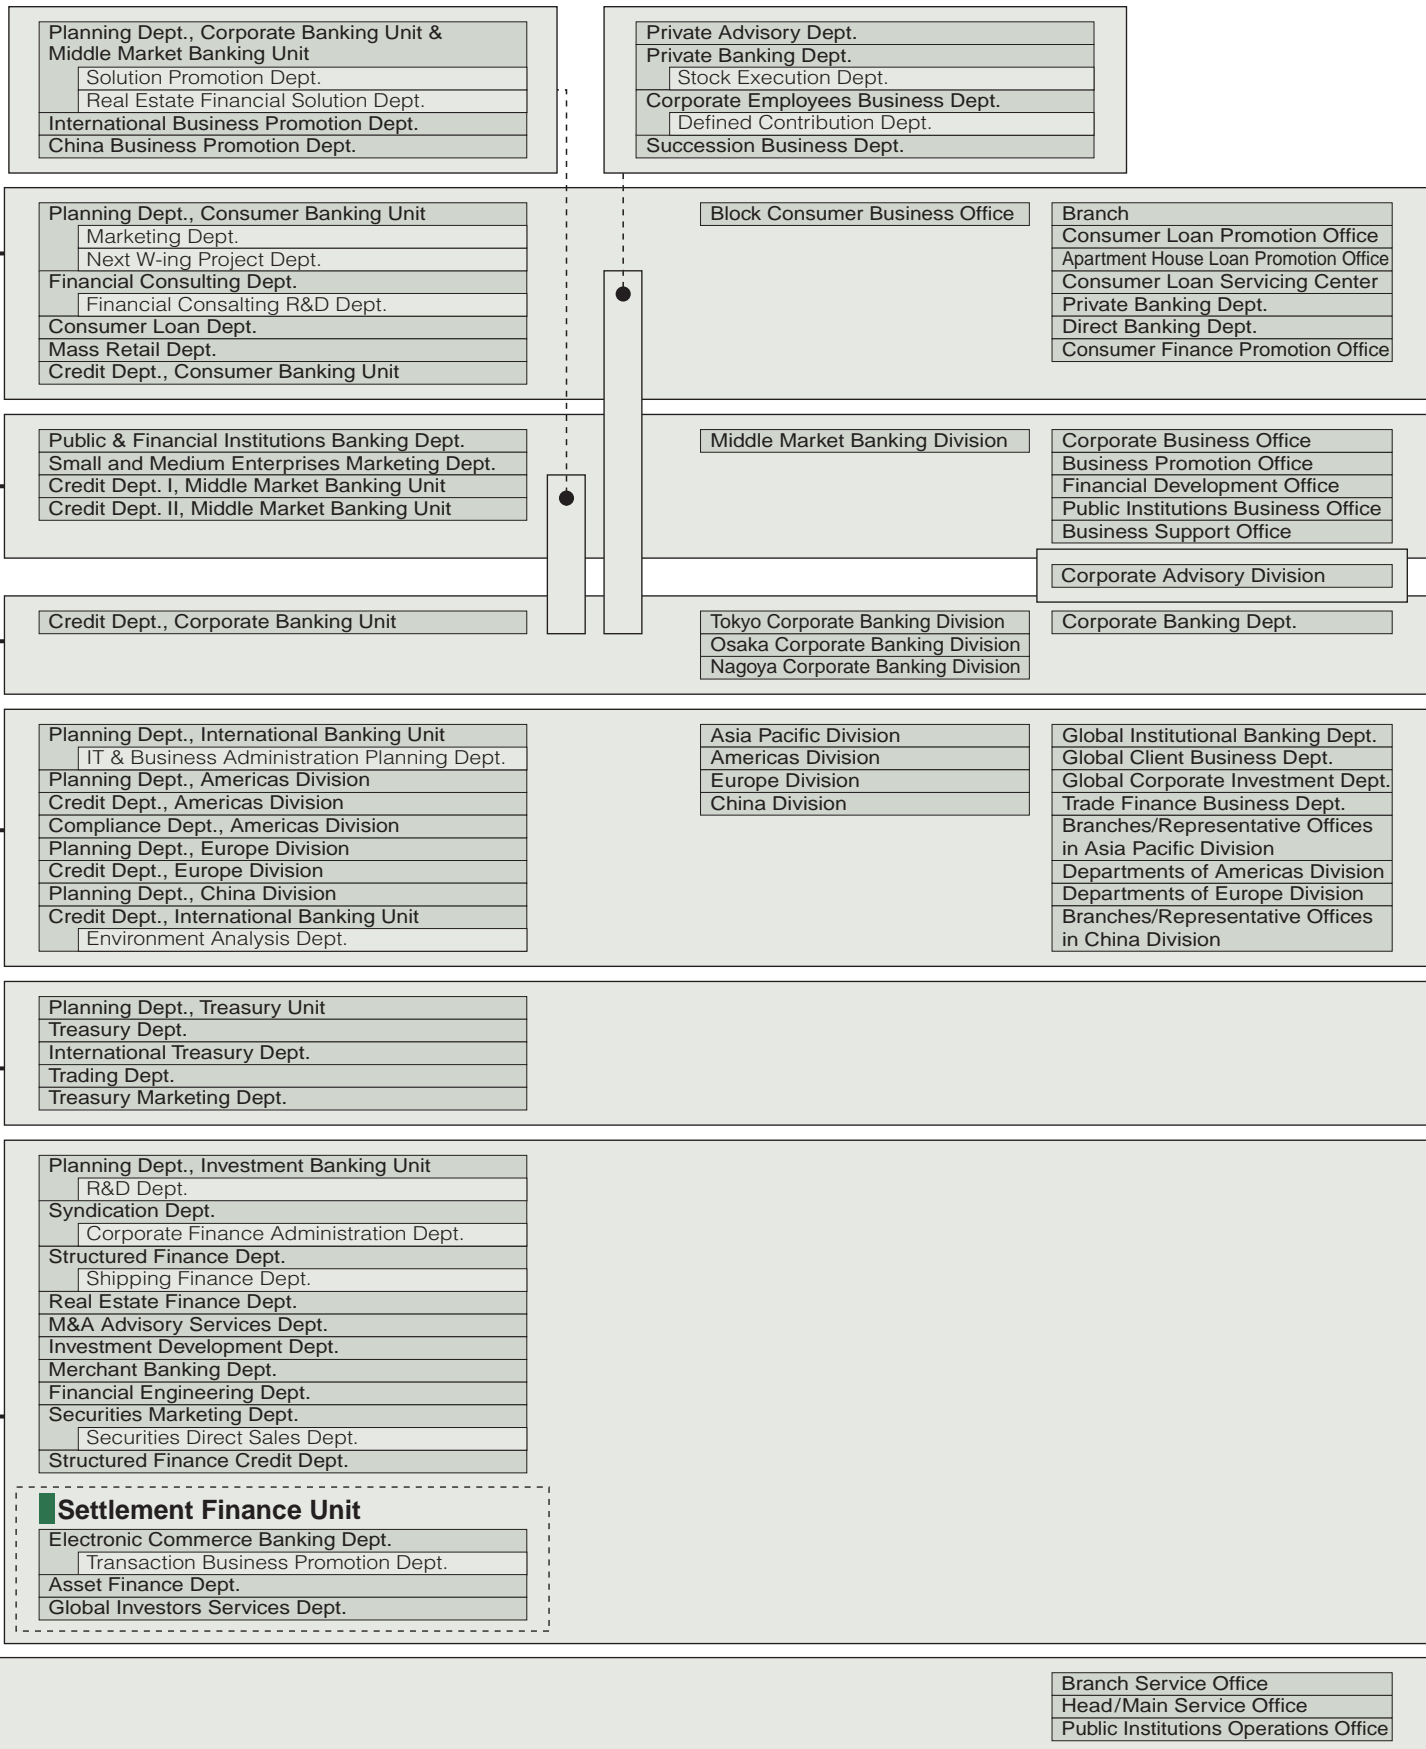 Planning Dept., Corporate Banking Unit &
Middle Market Banking Unit
Solution Promotion Dept.
Real Estate Financial Solution Dept.
International Business Promotion Dept.
China Business Promotion Dept.
Private Advisory Dept.
Private Banking Dept.
Stock Execution Dept.
Corporate Employees Business Dept.
Defined Contribution Dept.
Succession Business Dept.
Planning Dept., Consumer Banking Unit
Marketing Dept.
Next W-ing Project Dept.
Financial Consulting Dept.
Financial Consalting R&D Dept.
Consumer Loan Dept.
Mass Retail Dept.
Credit Dept., Consumer Banking Unit
Block Consumer Business Office
Branch
Consumer Loan Promotion Office
Apartment House Loan Promotion Office
Consumer Loan Servicing Center
Private Banking Dept.
Direct Banking Dept.
Consumer Finance Promotion Office
Public & Financial Institutions Banking Dept.
Small and Medium Enterprises Marketing Dept.
Credit Dept. I, Middle Market Banking Unit
Credit Dept. II, Middle Market Banking Unit
Middle Market Banking Division
Corporate Business Office
Business Promotion Office
Financial Development Office
Public Institutions Business Office
Business Support Office
Corporate Advisory Division
Credit Dept., Corporate Banking Unit
Tokyo Corporate Banking Division
Osaka Corporate Banking Division
Nagoya Corporate Banking Division
Corporate Banking Dept.
Planning Dept., International Banking Unit
IT & Business Administration Planning Dept.
Planning Dept., Americas Division
Credit Dept., Americas Division
Compliance Dept., Americas Division
Planning Dept., Europe Division
Credit Dept., Europe Division
Planning Dept., China Division
Credit Dept., International Banking Unit
Environment Analysis Dept.
Asia Pacific Division
Americas Division
Europe Division
China Division
Global Institutional Banking Dept.
Global Client Business Dept.
Global Corporate Investment Dept.
Trade Finance Business Dept.
Branches/Representative Offices
in Asia Pacific Division
Departments of Americas Division
Departments of Europe Division
Branches/Representative Offices
in China Division
Planning Dept., Treasury Unit
Treasury Dept.
International Treasury Dept.
Trading Dept.
Treasury Marketing Dept.
Planning Dept., Investment Banking Unit
R&D Dept.
Syndication Dept.
Corporate Finance Administration Dept.
Structured Finance Dept.
Shipping Finance Dept.
Real Estate Finance Dept.
M&A Advisory Services Dept.
Investment Development Dept.
Merchant Banking Dept.
Financial Engineering Dept.
Securities Marketing Dept.
Securities Direct Sales Dept.
Structured Finance Credit Dept.
Settlement Finance Unit
Electronic Commerce Banking Dept.
Transaction Business Promotion Dept.
Asset Finance Dept.
Global Investors Services Dept.
Branch Service Office
Head/Main Service Office
Public Institutions Operations Office